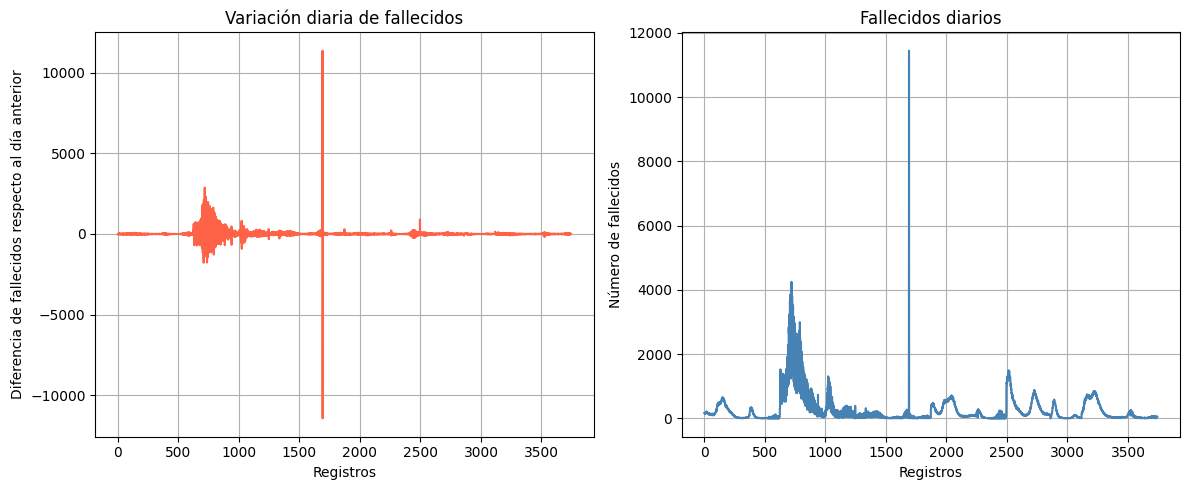 Variación diaria de fallecidos
Diferencia de fallecidos respecto al día anterior
10000
5000
0
−5000
−10000
0 500 1000 1500 2000 2500 3000 3500
Registros
Fallecidos diarios
Número de fallecidos
12000
10000
8000
6000
4000
2000
0
0 500 1000 1500 2000 2500 3000 3500
Registros